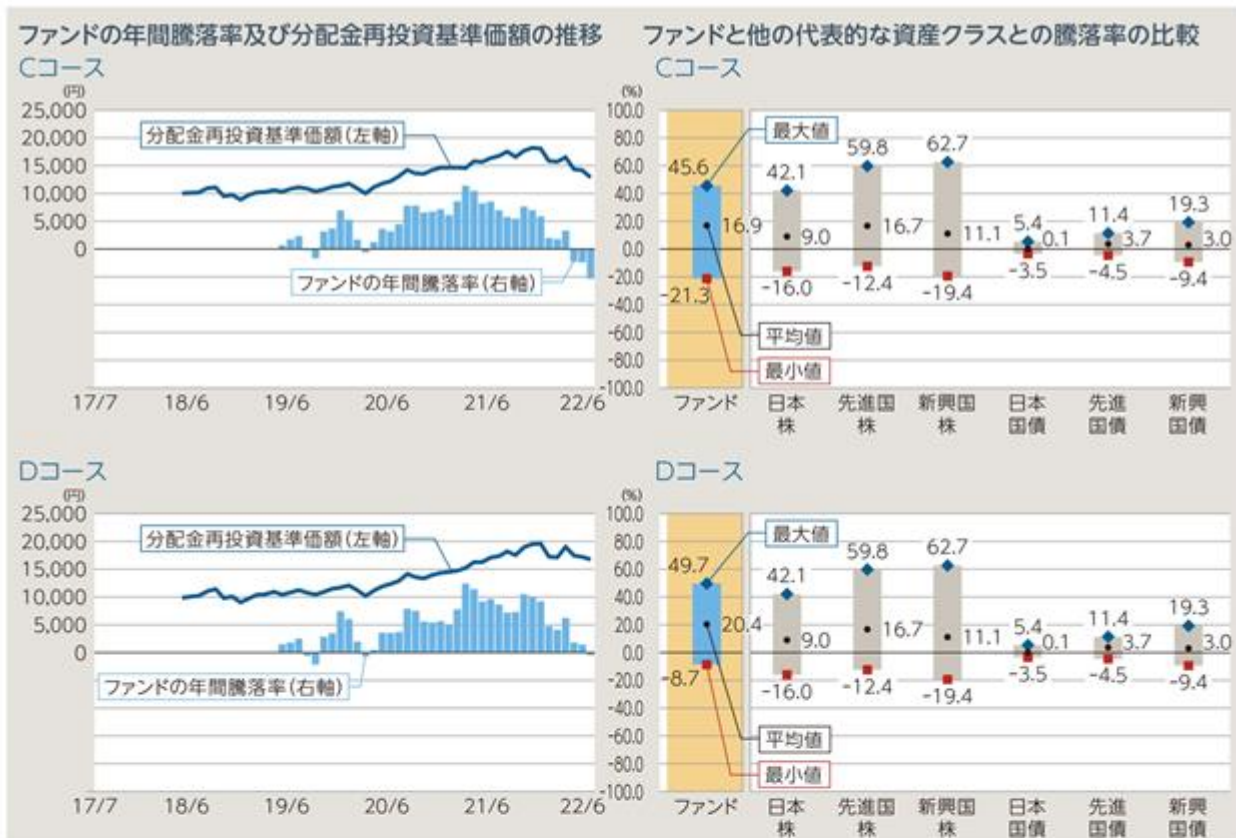 ファンドの年間騰落率及び分配金再投資基準価額の推移
Cコース
(円)
25,000
20,000
15,000
10,000
5,000
0
分配金再投資基準価額(左軸)
ファンドの年間騰落率(右軸)
(%)
100.0
80.0
60.0
40.0
20.0
0.0
-20.0
-40.0
-60.0
-80.0
-100.0
17/7 18/6 19/6 20/6 21/6 22/6
ファンドと他の代表的な資産クラスとの騰落率の比較
Cコース
最大値
45.6 42.1 59.8 62.7 5.4 11.4 19.3
16.9 9.0 16.7 11.1 0.1 3.7 3.0
-21.3 -16.0 -12.4 -19.4 -3.5 -4.5 -9.4
平均値
最小値
ファンド 日本株 先進国株 新興国株 日本国債 先進国債 新興国債
Dコース
(円)
25,000
20,000
15,000
10,000
5,000
0
分配金再投資基準価額(左軸)
ファンドの年間騰落率(右軸)
(%)
100.0
80.0
60.0
40.0
20.0
0.0
-20.0
-40.0
-60.0
-80.0
-100.0
17/7 18/6 19/6 20/6 21/6 22/6
Dコース
最大値
49.7 42.1 59.8 62.7 5.4 11.4 19.3
20.4 9.0 16.7 11.1 0.1 3.7 3.0
-8.7 -16.0 -12.4 -19.4 -3.5 -4.5 -9.4
平均値
最小値
ファンド 日本株 先進国株 新興国株 日本国債 先進国債 新興国債